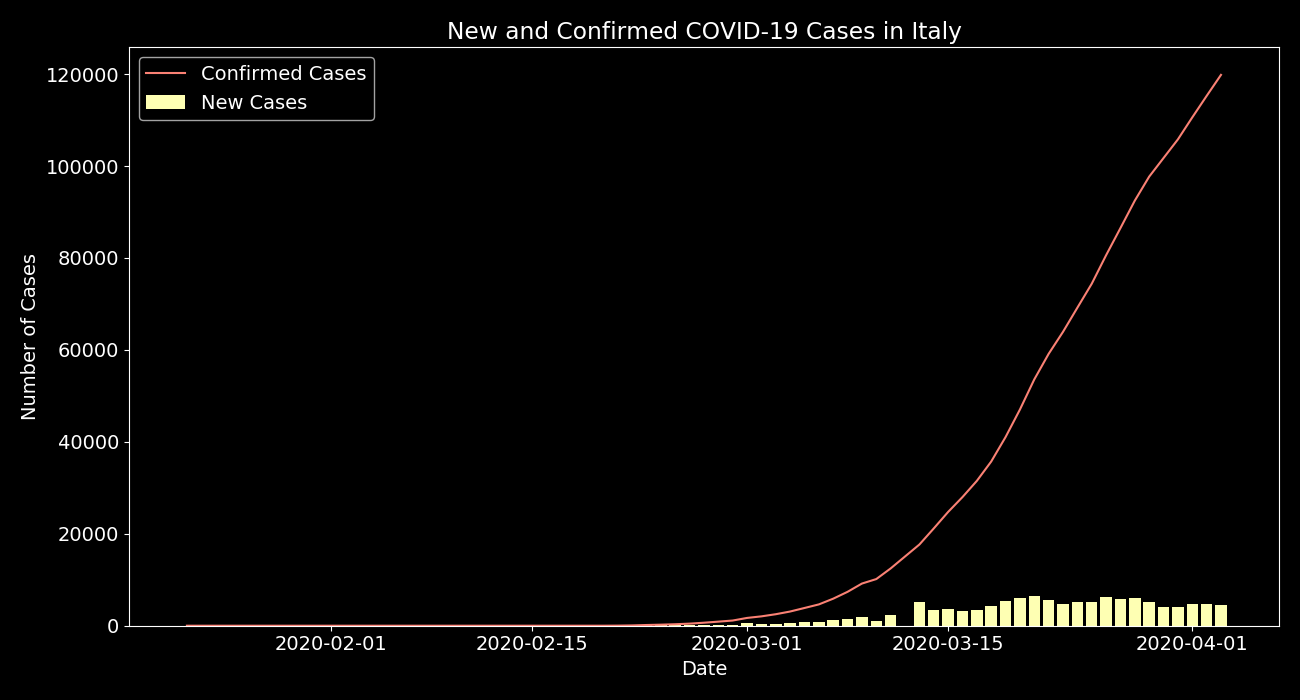 New and Confirmed COVID-19 Cases in Italy
Confirmed Cases
New Cases
120000
100000
80000
60000
40000
20000
0
Number of Cases
2020-02-01 2020-02-15 2020-03-01 2020-03-15 2020-04-01
Date